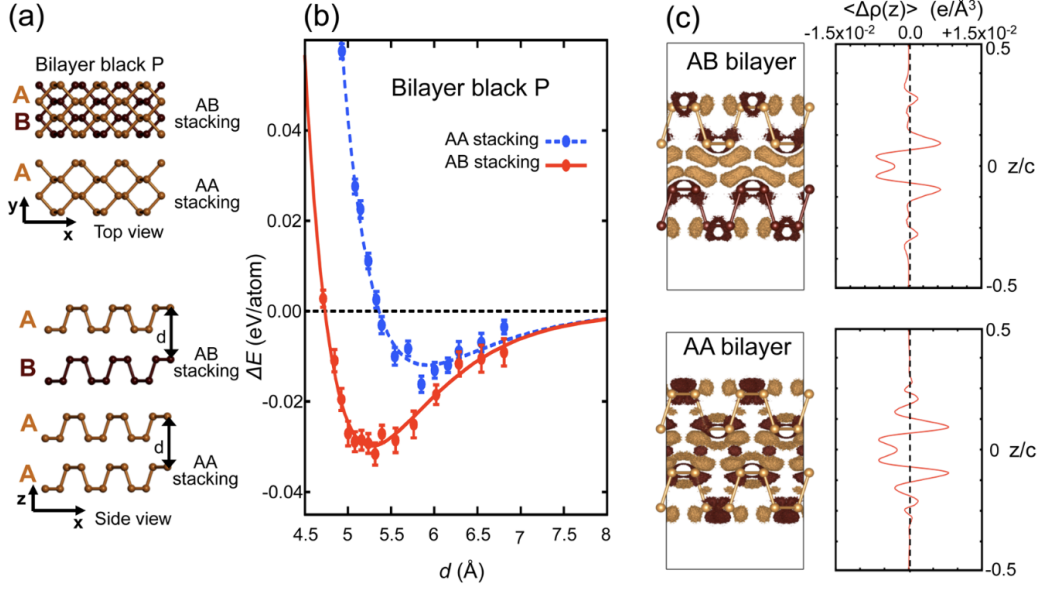 (a)
Bilayer black P
A
B
AB
stacking
A
AA
stacking
y
x
Top view
A
d
B
AB
stacking
A
d
A
AA
stacking
z
x
Side view
(b)
Bilayer black P
AA stacking
AB stacking
0.04
0.02
0.00
-0.02
-0.04
ΔE (eV/atom)
4.5 5 5.5 6 6.5 7 7.5 8
d (Å)
(c)
<Δρ(z)> (e/Å³)
-1.5x10⁻² 0.0 +1.5x10⁻²
AB bilayer
0.5
0 z/c
-0.5
AA bilayer
0.5
0 z/c
-0.5